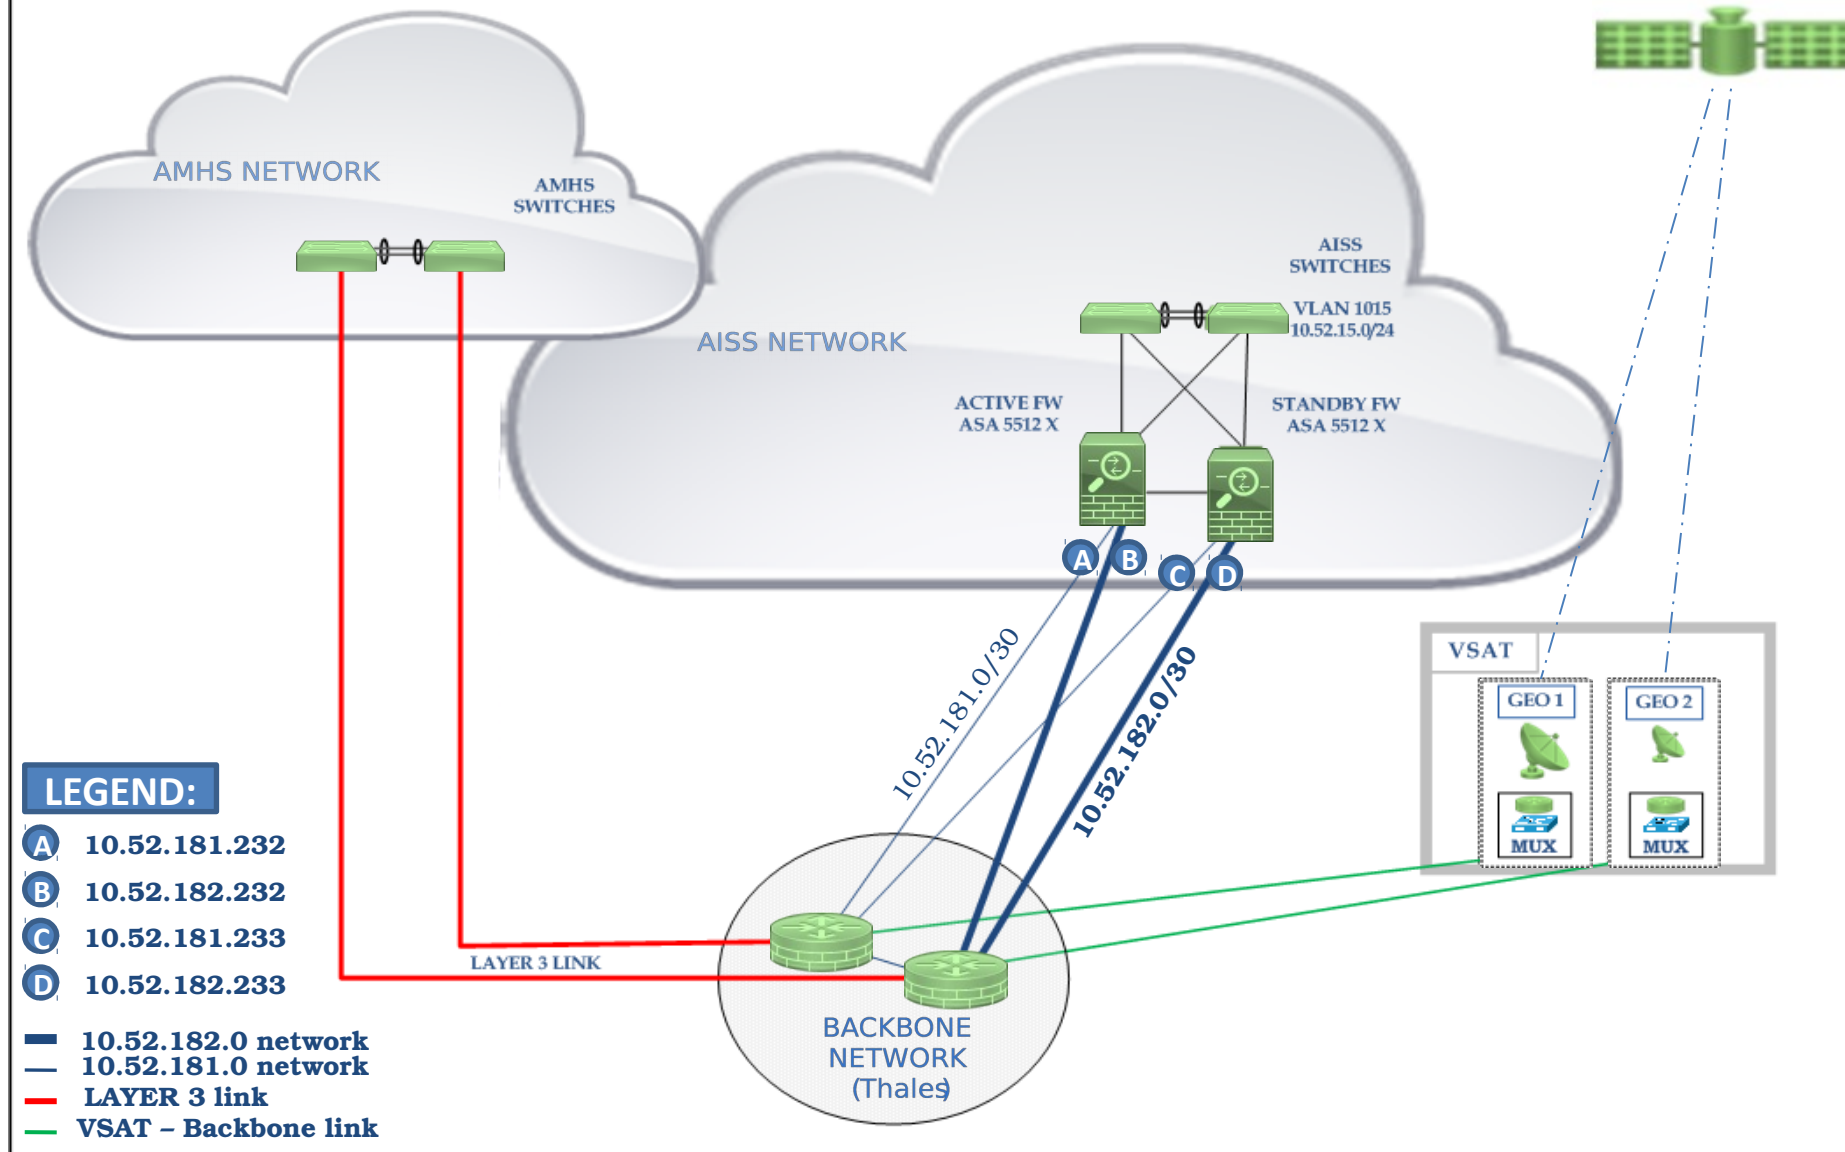 AMHS NETWORK
AMHS
SWITCHES
AISS NETWORK
AISS
SWITCHES
VLAN 1015
10.52.15.0/24
ACTIVE FW
ASA 5512 X
STANDBY FW
ASA 5512 X
A
B
C
D
10.52.181.0/30
10.52.182.0/30
VSAT
GEO 1
GEO 2
MUX
MUX
LAYER 3 LINK
BACKBONE
NETWORK
(Thales)
LEGEND:
A 10.52.181.232
B 10.52.182.232
C 10.52.181.233
D 10.52.182.233
10.52.182.0 network
10.52.181.0 network
LAYER 3 link
VSAT – Backbone link